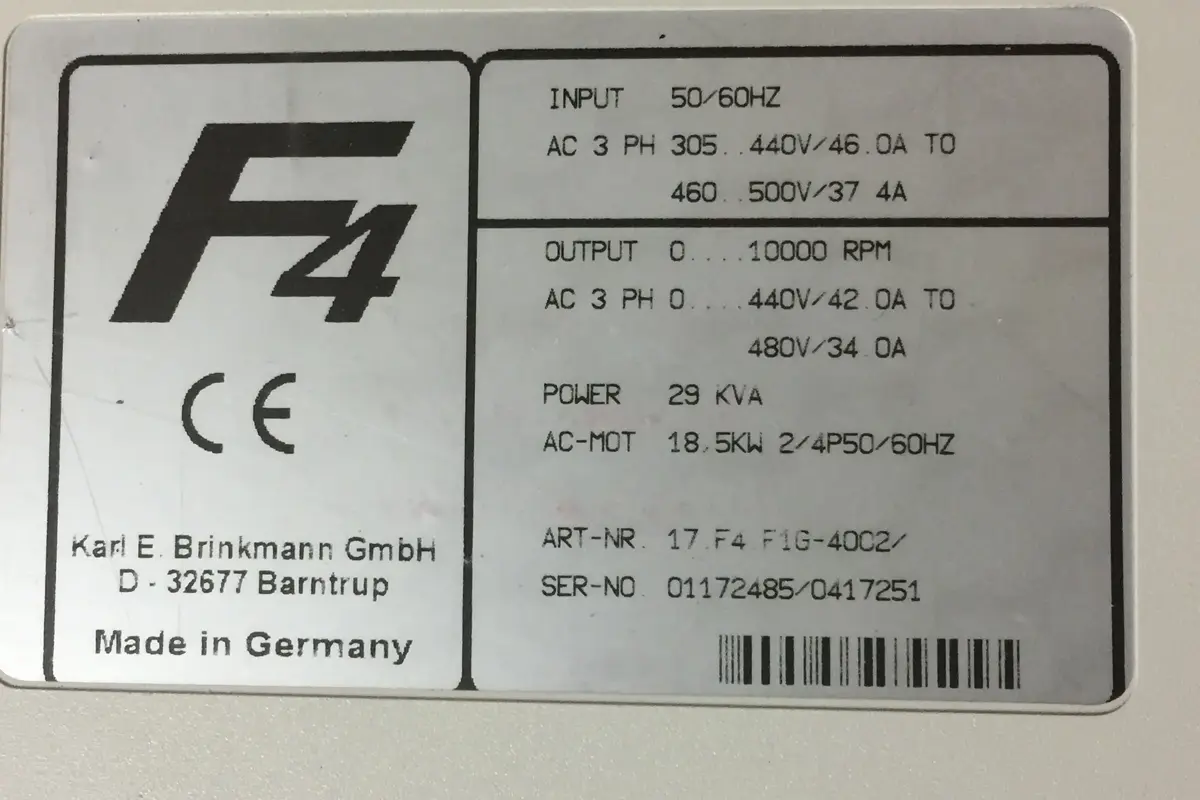 F4
CE
Karl E. Brinkmann GmbH
D - 32677 Barntrup
Made in Germany
INPUT 50/60HZ
AC 3 PH 305..440V/46.0A TO
460..500V/37.4A
OUTPUT 0....10000 RPM
AC 3 PH 0....440V/42.0A TO
480V/34.0A
POWER 29 KVA
AC-MOT 18,5KW 2/4P50/60HZ
ART-NR. 17.F4 F1G-4002/
SER-NO. 01172485/0417251